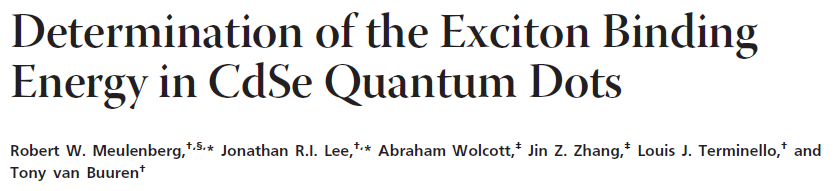 Determination of the Exciton Binding
Energy in CdSe Quantum Dots
Robert W. Meulenberg,†,§,* Jonathan R.I. Lee,†,* Abraham Wolcott,‡ Jin Z. Zhang,‡ Louis J. Terminello,† and
Tony van Buuren†